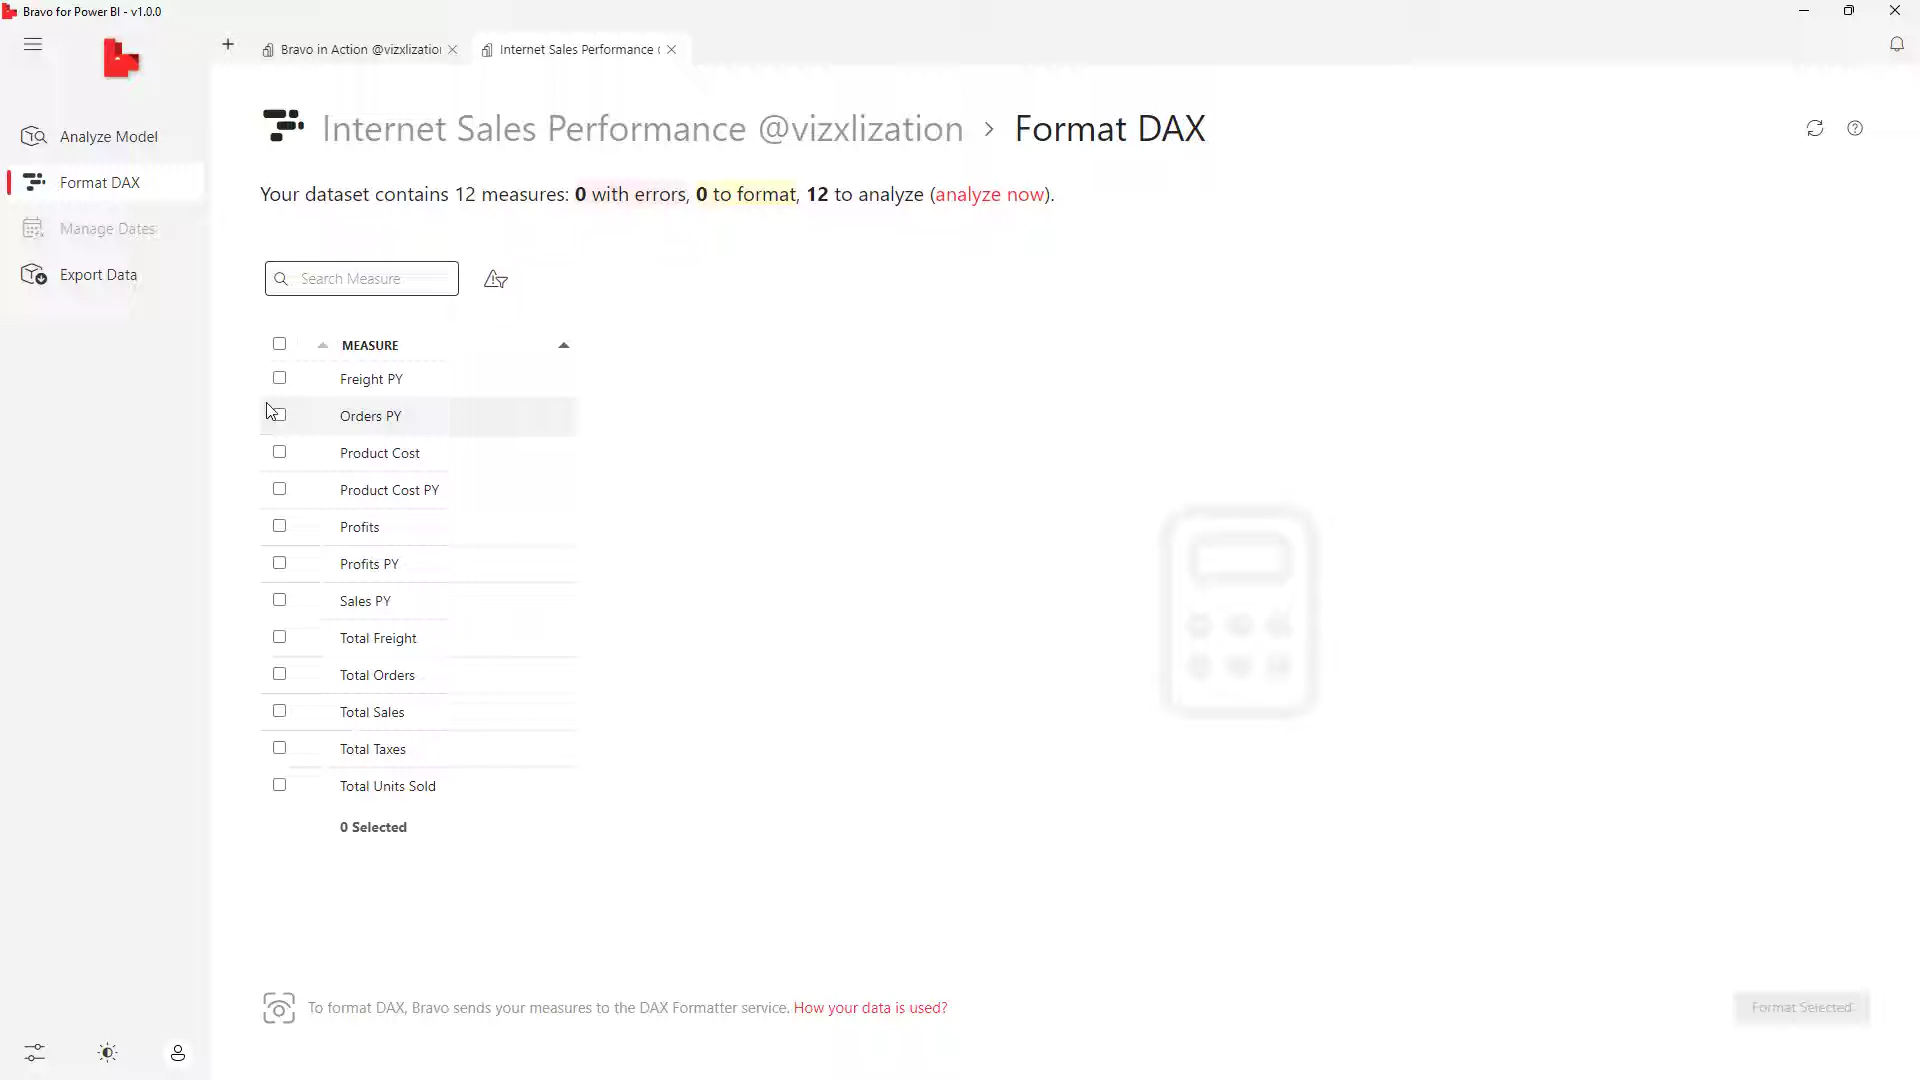 Bravo for Power BI - v1.0.0
Bravo in Action @vizxlization
Internet Sales Performance (
Analyze Model
Format DAX
Manage Dates
Export Data
Internet Sales Performance @vizxlization > Format DAX
Your dataset contains 12 measures: 0 with errors, 0 to format, 12 to analyze (analyze now).
Search Measure
MEASURE
Freight PY
Orders PY
Product Cost
Product Cost PY
Profits
Profits PY
Sales PY
Total Freight
Total Orders
Total Sales
Total Taxes
Total Units Sold
0 Selected
To format DAX, Bravo sends your measures to the DAX Formatter service. How your data is used?
Format Selected